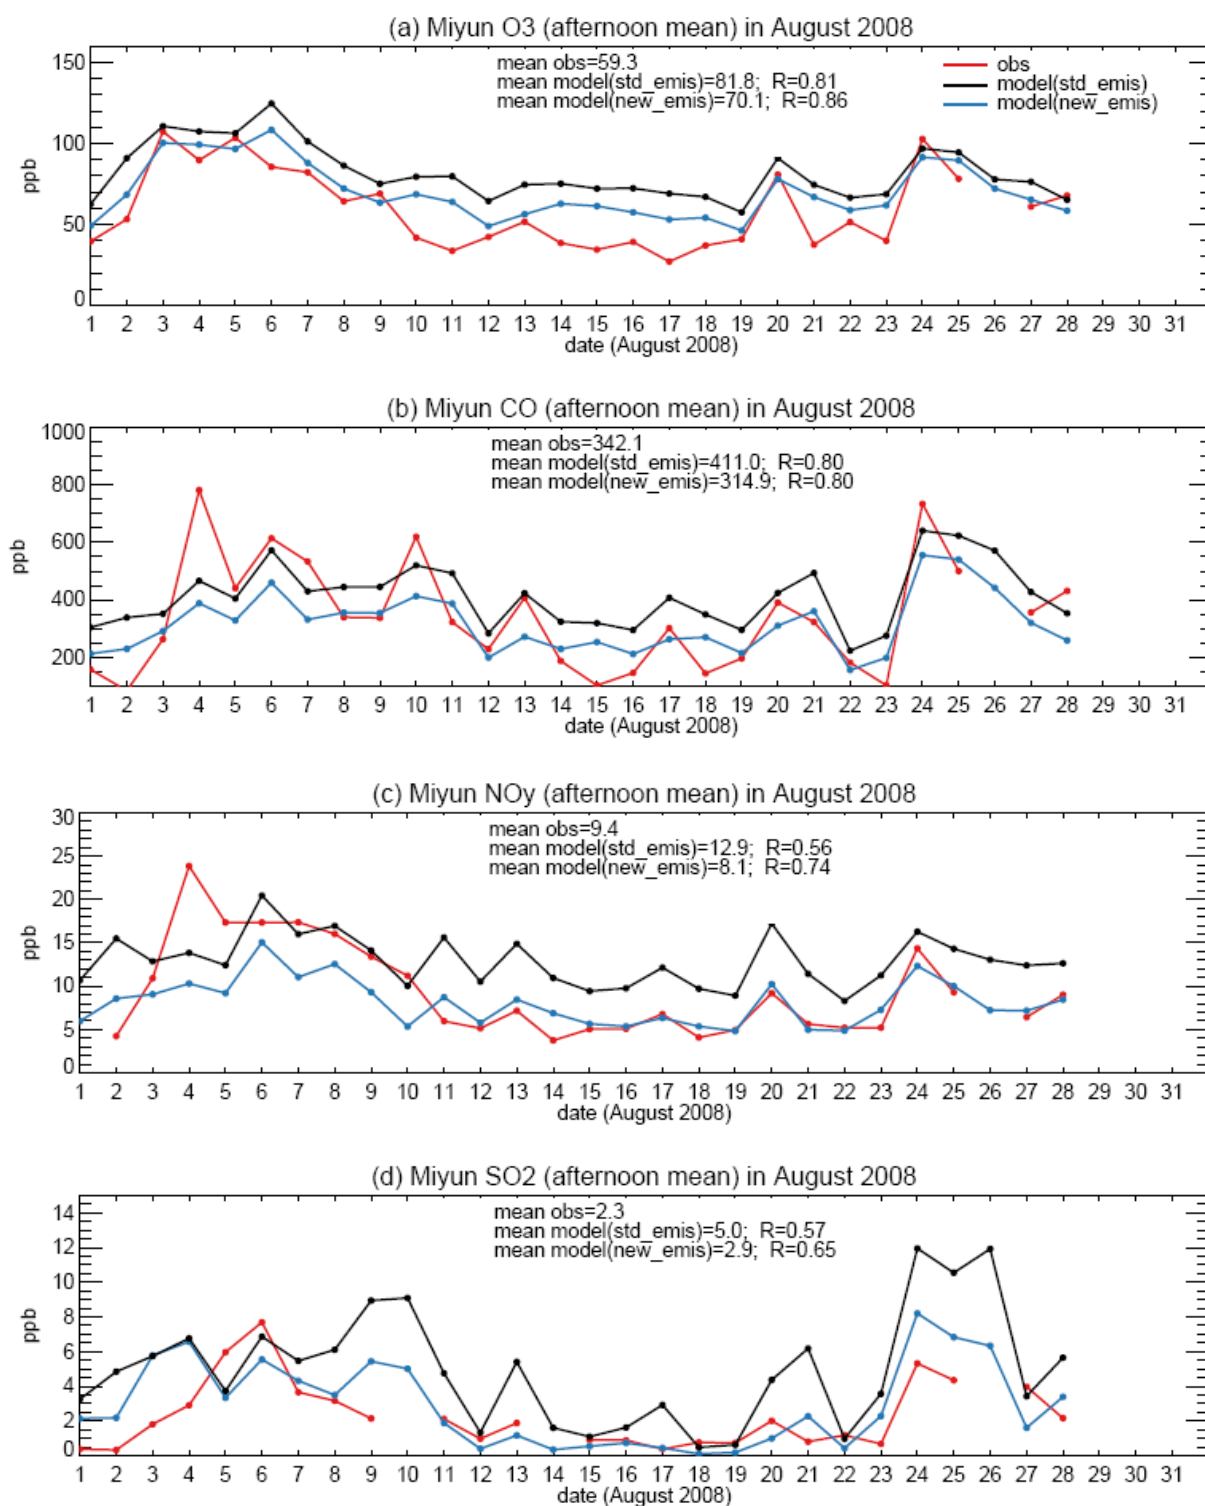 (a) Miyun O3 (afternoon mean) in August 2008
mean obs=59.3
mean model(std_emis)=81.8; R=0.81
mean model(new_emis)=70.1; R=0.86
obs
model(std_emis)
model(new_emis)
150
100
50
0
ppb
1 2 3 4 5 6 7 8 9 10 11 12 13 14 15 16 17 18 19 20 21 22 23 24 25 26 27 28 29 30 31
date (August 2008)
(b) Miyun CO (afternoon mean) in August 2008
mean obs=342.1
mean model(std_emis)=411.0; R=0.80
mean model(new_emis)=314.9; R=0.80
1000
800
600
400
200
ppb
1 2 3 4 5 6 7 8 9 10 11 12 13 14 15 16 17 18 19 20 21 22 23 24 25 26 27 28 29 30 31
date (August 2008)
(c) Miyun NOy (afternoon mean) in August 2008
mean obs=9.4
mean model(std_emis)=12.9; R=0.56
mean model(new_emis)=8.1; R=0.74
30
25
20
15
10
5
0
ppb
1 2 3 4 5 6 7 8 9 10 11 12 13 14 15 16 17 18 19 20 21 22 23 24 25 26 27 28 29 30 31
date (August 2008)
(d) Miyun SO2 (afternoon mean) in August 2008
mean obs=2.3
mean model(std_emis)=5.0; R=0.57
mean model(new_emis)=2.9; R=0.65
14
12
10
8
6
4
2
0
ppb
1 2 3 4 5 6 7 8 9 10 11 12 13 14 15 16 17 18 19 20 21 22 23 24 25 26 27 28 29 30 31
date (August 2008)